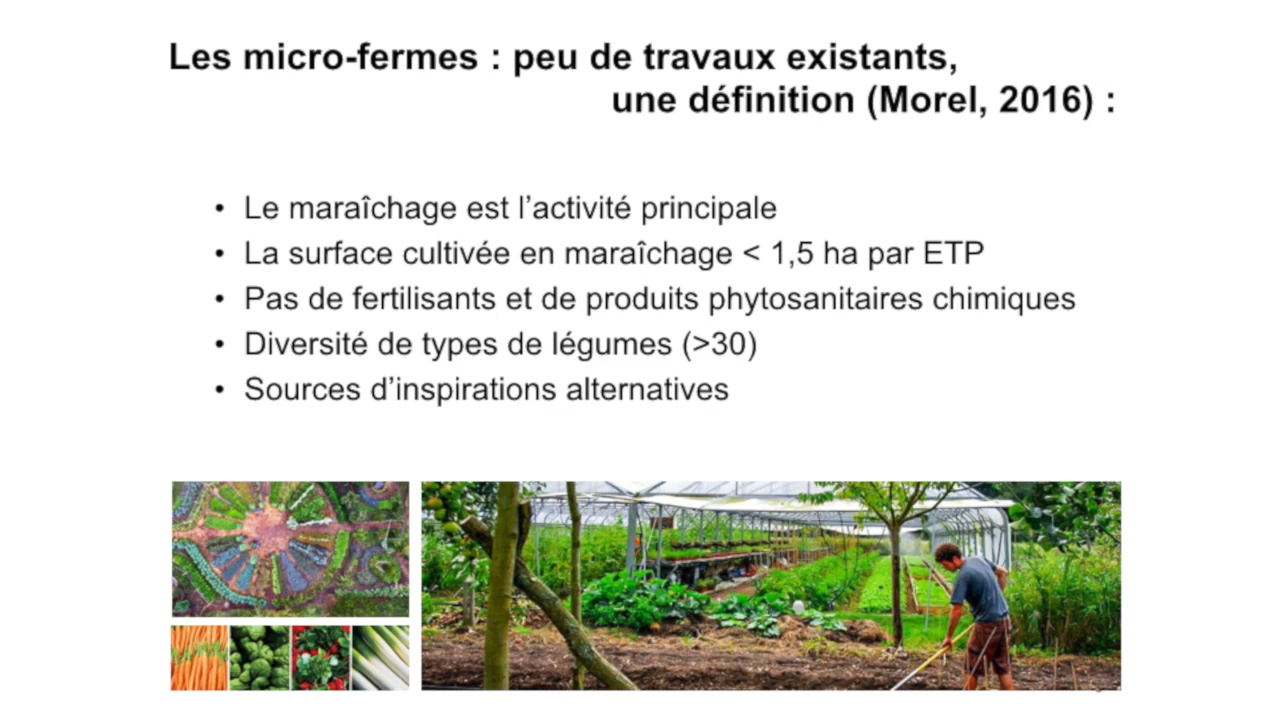 Les micro-fermes : peu de travaux existants,
une définition (Morel, 2016) :
• Le maraîchage est l’activité principale
• La surface cultivée en maraîchage < 1,5 ha par ETP
• Pas de fertilisants et de produits phytosanitaires chimiques
• Diversité de types de légumes (>30)
• Sources d’inspirations alternatives